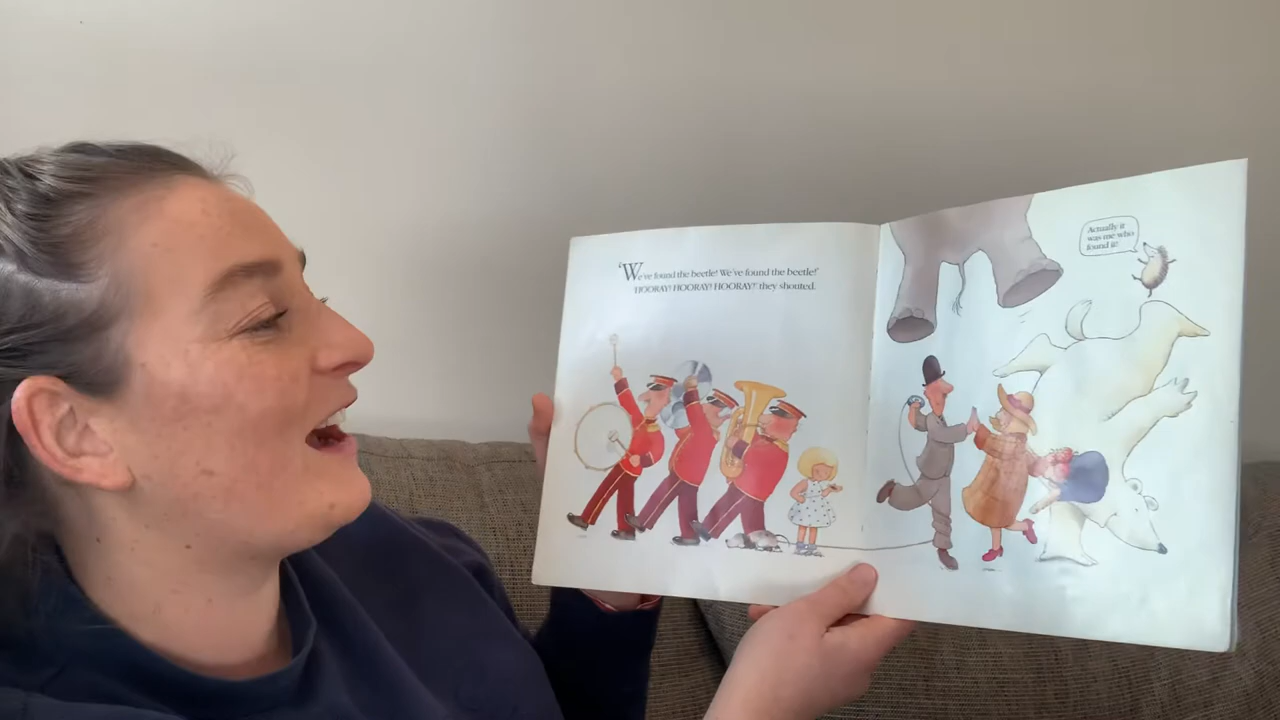 'We've found the beetle! We've found the beetle!'
'HOORAY! HOORAY! HOORAY!' they shouted.
Actually it
was me who
found it!